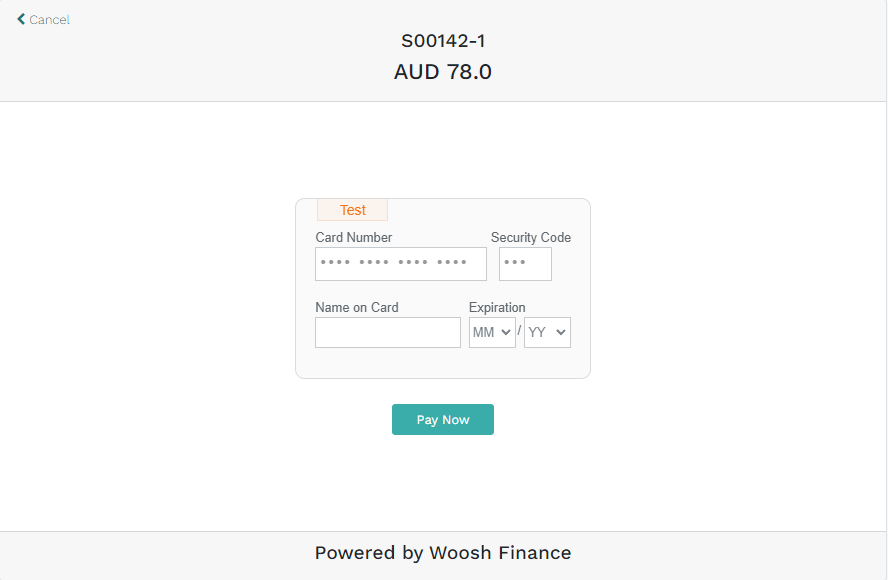 Cancel
S00142-1
AUD 78.0
Test
Card Number Security Code
•••• •••• •••• •••• •••
Name on Card Expiration
MM / YY
Pay Now
Powered by Woosh Finance